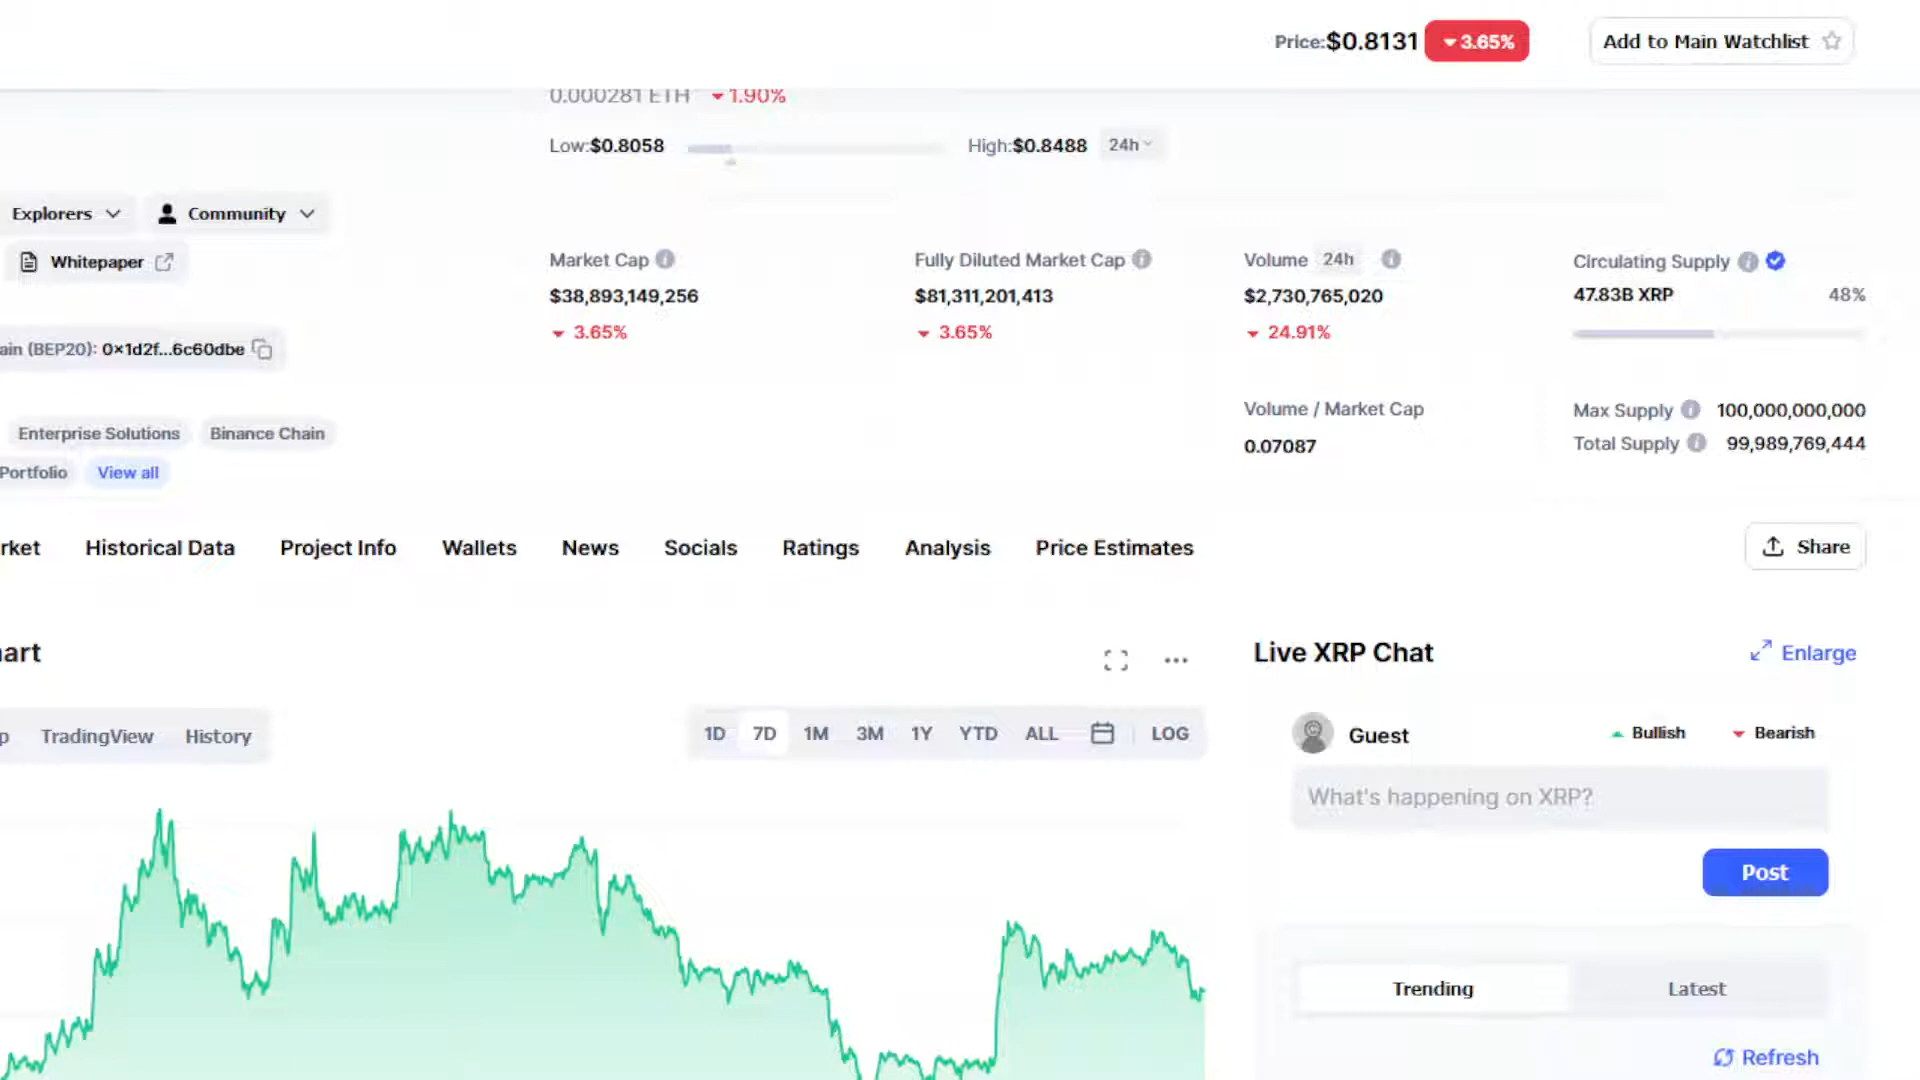 Price:$0.8131 3.65% Add to Main Watchlist
0.000281 ETH 1.90%
Low:$0.8058 High:$0.8488 24h
Explorers Community
Whitepaper
Market Cap Fully Diluted Market Cap Volume 24h Circulating Supply
$38,893,149,256 $81,311,201,413 $2,730,765,020 47.83B XRP 48%
3.65% 3.65% 24.91%
ain (BEP20): 0x1d2f...6c60dbe
Volume / Market Cap Max Supply 100,000,000,000
0.07087 Total Supply 99,989,769,444
Enterprise Solutions Binance Chain
Portfolio View all
rket Historical Data Project Info Wallets News Socials Ratings Analysis Price Estimates Share
art
Live XRP Chat Enlarge
p TradingView History 1D 7D 1M 3M 1Y YTD ALL LOG
Guest Bullish Bearish
What's happening on XRP?
Post
Trending Latest
Refresh